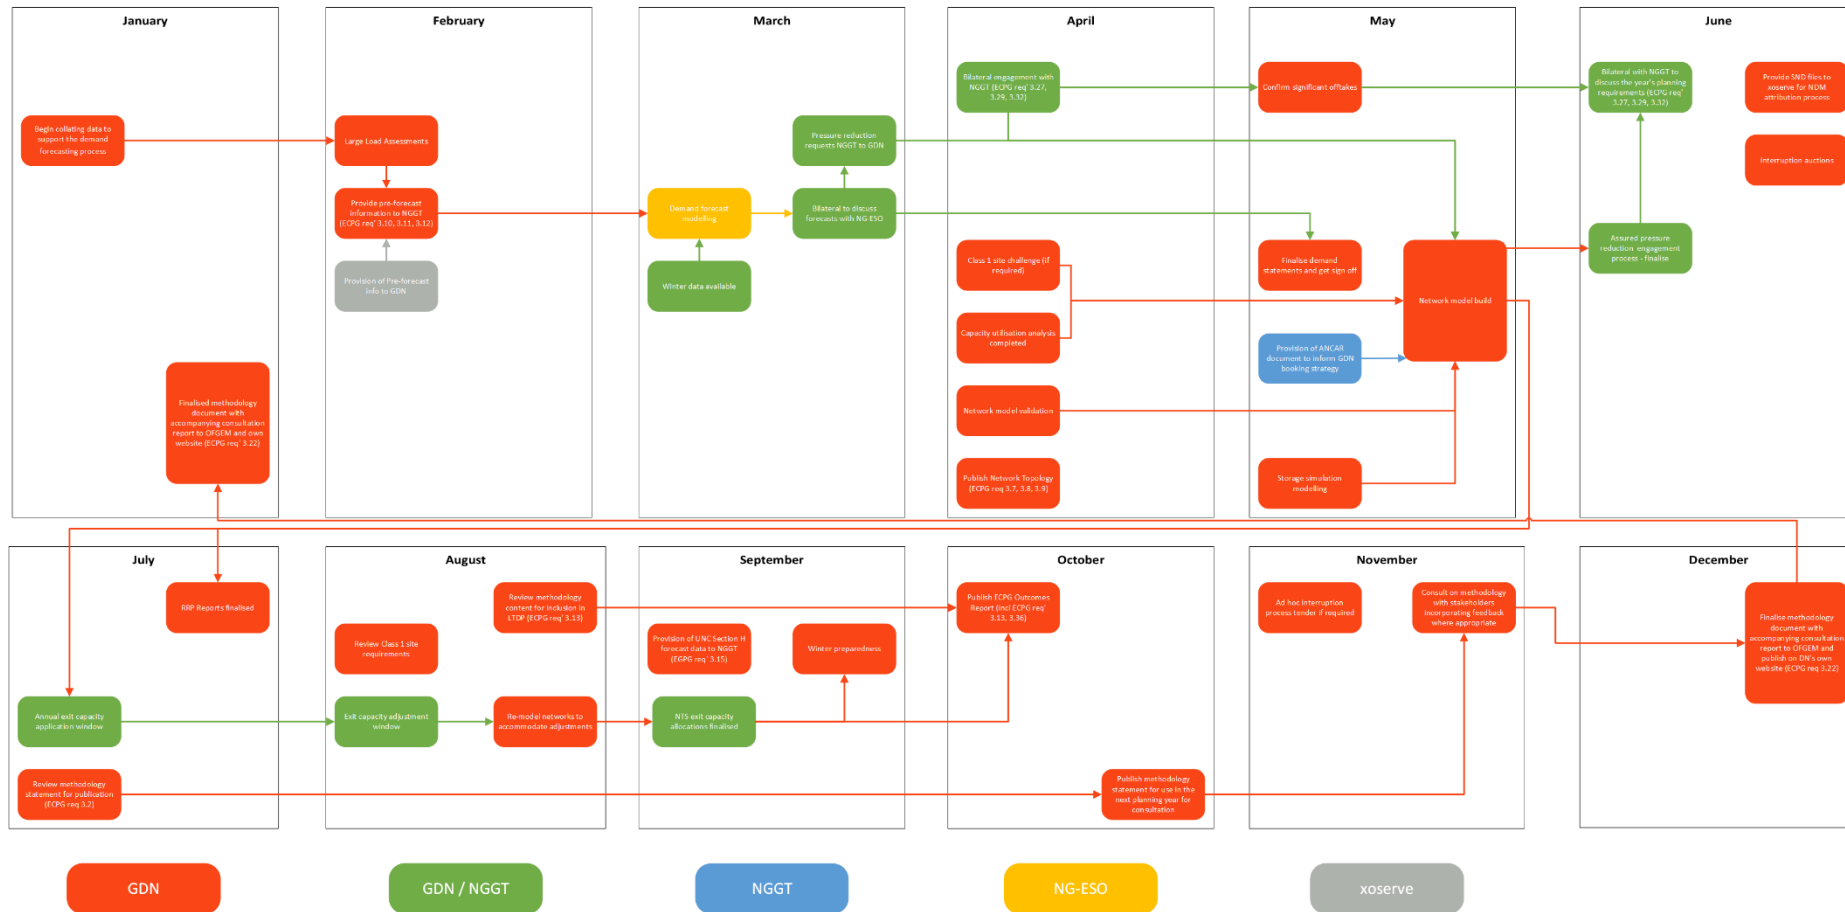 January
February
March
April
May
June
Begin collating data to
support the demand
forecasting process
Finalised methodology
document with
accompanying consultation
report to OFGEM and own
website (ECPG req' 3.22)
Large Load Assessments
Provide pre-forecast
information to NGGT
(ECPG req' 3.10, 3.11, 3.12)
Provision of Pre-forecast
info to GDN
Demand forecast
modelling
Winter data available
Pressure reduction
requests NGGT to GDN
Bilateral to discuss
forecasts with NG-ESO
Bilateral engagement with
NGGT (ECPG req' 3.27,
3.29, 3.32)
Class 1 site challenge (if
required)
Capacity utilisation analysis
completed
Network model validation
Publish Network Topology
(ECPG req 3.7, 3.8, 3.9)
Confirm significant offtakes
Finalise demand
statements and get sign off
Provision of ANCAR
document to inform GDN
booking strategy
Storage simulation
modelling
Network model build
Bilateral with NGGT to
discuss the year's planning
requirements (ECPG req'
3.27, 3.29, 3.32)
Assured pressure
reduction engagement
process - finalise
Provide SND files to
xoserve for NDM
attribution process
Interruption auctions
July
August
September
October
November
December
RRP Reports finalised
Annual exit capacity
application window
Review methodology
statement for publication
(ECPG req 3.2)
Review methodology
content for inclusion in
LTDP (ECPG req' 3.13)
Review Class 1 site
requirements
Exit capacity adjustment
window
Re-model networks to
accommodate adjustments
Provision of UNC Section H
forecast data to NGGT
(EGPG req' 3.15)
Winter preparedness
NTS exit capacity
allocations finalised
Publish ECPG Outcomes
Report (incl ECPG req'
3.13, 3.36)
Publish methodology
statement for use in the
next planning year for
consultation
Ad hoc interruption
process tender if required
Consult on methodology
with stakeholders
incorporating feedback
where appropriate
Finalise methodology
document with
accompanying consultation
report to OFGEM and
publish on DN's own
website (ECPG req 3.22)
GDN
GDN / NGGT
NGGT
NG-ESO
xoserve